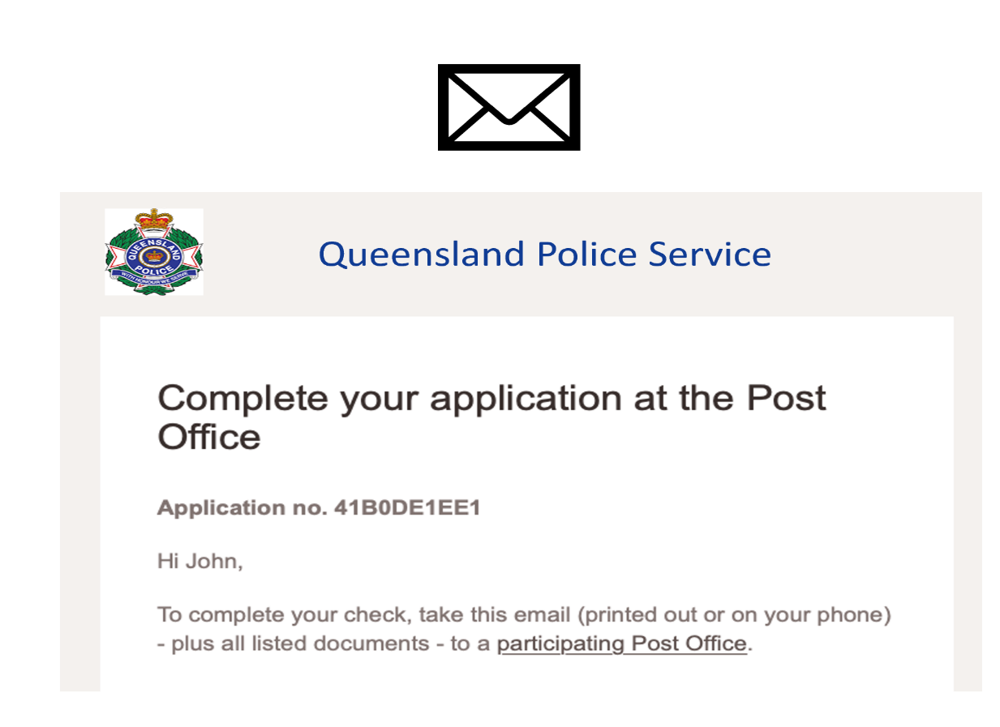 QUEENSLAND
POLICE
WITH HONOUR WE SERVE
Queensland Police Service
Complete your application at the Post
Office
Application no. 41B0DE1EE1
Hi John,
To complete your check, take this email (printed out or on your phone)
- plus all listed documents - to a participating Post Office.